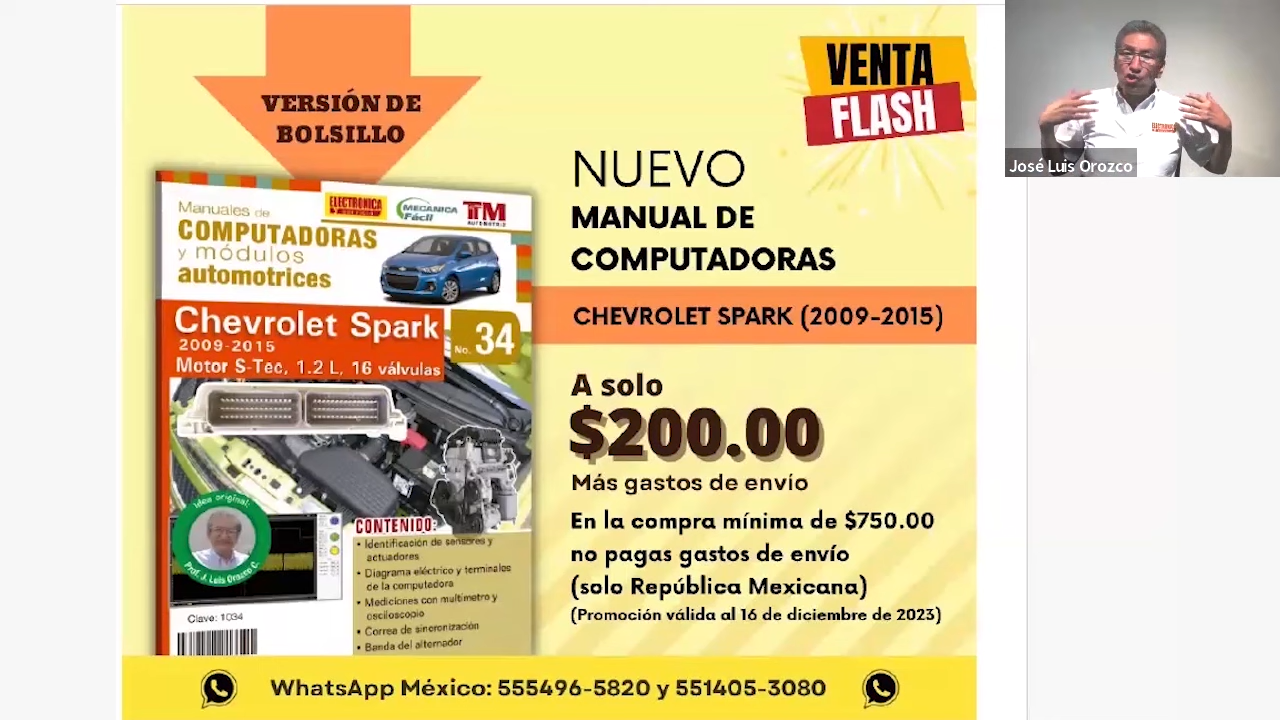 VERSIÓN DE
BOLSILLO
VENTA
FLASH
José Luis Orozco
NUEVO
MANUAL DE
COMPUTADORAS
CHEVROLET SPARK (2009-2015)
A solo
$200.00
Más gastos de envío
En la compra mínima de $750.00
no pagas gastos de envío
(solo República Mexicana)
(Promoción válida al 16 de diciembre de 2023)
ELECTRONICA
MECANICA
Fácil
TTM
AUTOMOTRIZ
Manuales de
COMPUTADORAS
y módulos
automotrices
Chevrolet Spark
2009-2015
Motor S-Tec, 1.2 L, 16 válvulas
No. 34
Idea original:
Prof. J. Luis Orozco C.
Clave: 1034
CONTENIDO:
• Identificación de sensores y
actuadores
• Diagrama eléctrico y terminales
de la computadora
• Mediciones con multímetro y
osciloscopio
• Correa de sincronización
• Banda del alternador
WhatsApp México: 555496-5820 y 551405-3080